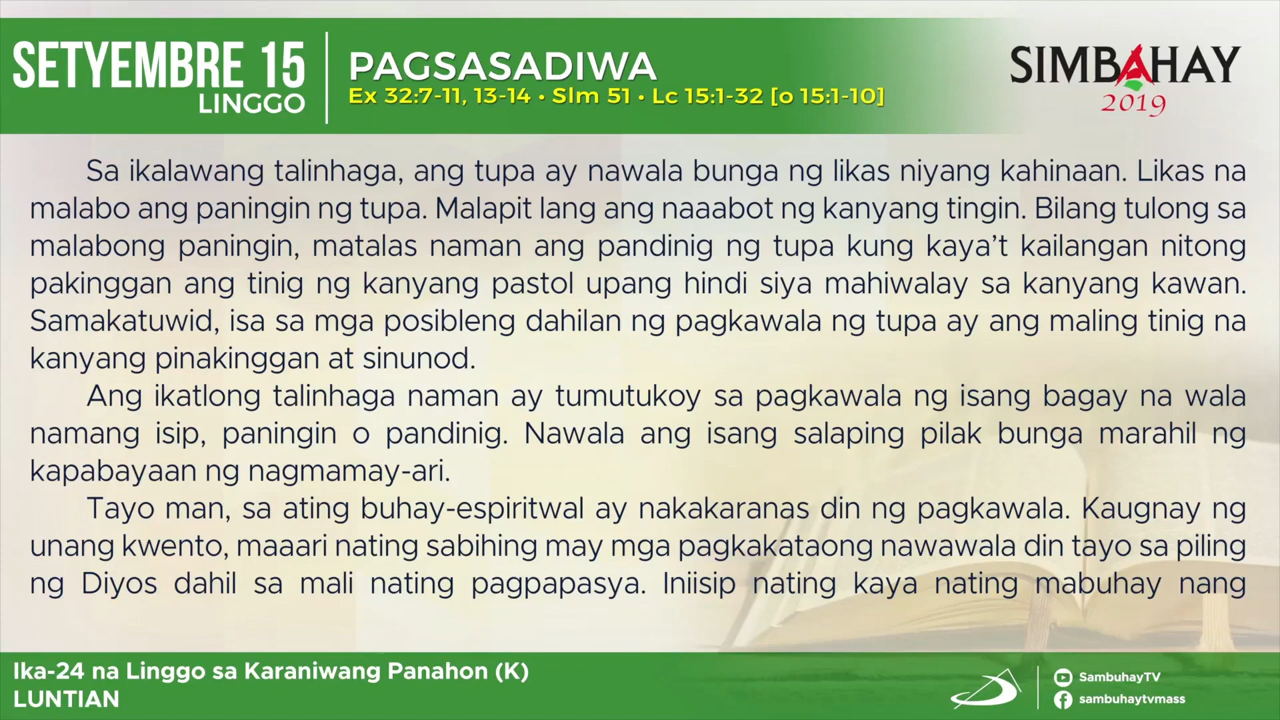 SETYEMBRE 15
LINGGO
PAGSASADIWA
Ex 32:7-11, 13-14 • Slm 51 • Lc 15:1-32 [o 15:1-10]
SIMBAHAY
2019
Sa ikalawang talinhaga, ang tupa ay nawala bunga ng likas niyang kahinaan. Likas na
malabo ang paningin ng tupa. Malapit lang ang naaabot ng kanyang tingin. Bilang tulong sa
malabong paningin, matalas naman ang pandinig ng tupa kung kaya't kailangan nitong
pakinggan ang tinig ng kanyang pastol upang hindi siya mahiwalay sa kanyang kawan.
Samakatuwid, isa sa mga posibleng dahilan ng pagkawala ng tupa ay ang maling tinig na
kanyang pinakinggan at sinunod.
Ang ikatlong talinhaga naman ay tumutukoy sa pagkawala ng isang bagay na wala
namang isip, paningin o pandinig. Nawala ang isang salaping pilak bunga marahil ng
kapabayaan ng nagmamay-ari.
Tayo man, sa ating buhay-espiritwal ay nakakaranas din ng pagkawala. Kaugnay ng
unang kwento, maaari nating sabihing may mga pagkakataong nawawala din tayo sa piling
ng Diyos dahil sa mali nating pagpapasya. Iniisip nating kaya nating mabuhay nang
Ika-24 na Linggo sa Karaniwang Panahon (K)
LUNTIAN
SambuhayTV
sambuhaytvmass